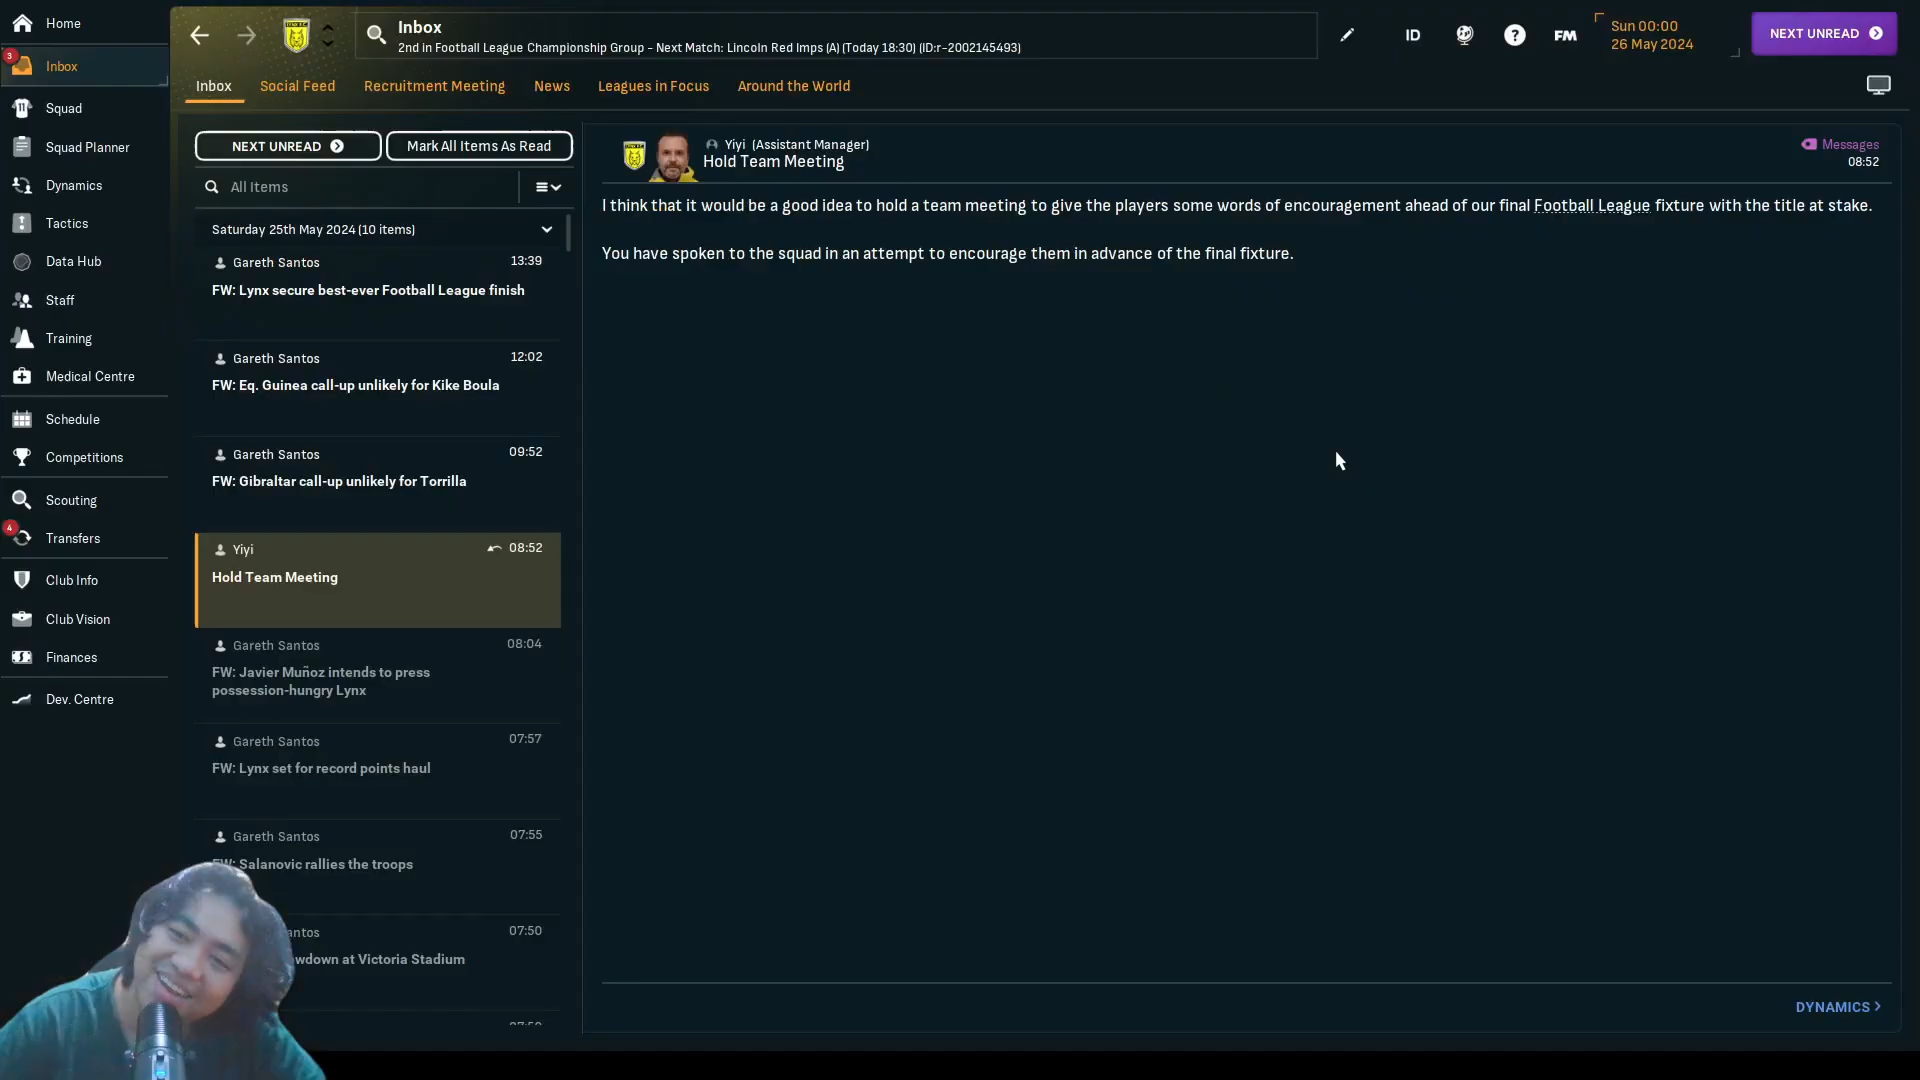 Home
3
Inbox
Squad
Squad Planner
Dynamics
Tactics
Data Hub
Staff
Training
Medical Centre
Schedule
Competitions
Scouting
4
Transfers
Club Info
Club Vision
Finances
Dev. Centre
Inbox
2nd in Football League Championship Group - Next Match: Lincoln Red Imps (A) (Today 18:30) (ID:r-2002145493)
ID
FM
Sun 00:00
26 May 2024
NEXT UNREAD
Inbox Social Feed Recruitment Meeting News Leagues in Focus Around the World
NEXT UNREAD
Mark All Items As Read
All Items
Saturday 25th May 2024 (10 items)
Gareth Santos 13:39
FW: Lynx secure best-ever Football League finish
Gareth Santos 12:02
FW: Eq. Guinea call-up unlikely for Kike Boula
Gareth Santos 09:52
FW: Gibraltar call-up unlikely for Torrilla
Yiyi 08:52
Hold Team Meeting
Gareth Santos 08:04
FW: Javier Muñoz intends to press
possession-hungry Lynx
Gareth Santos 07:57
FW: Lynx set for record points haul
Gareth Santos 07:55
FW: Salanovic rallies the troops
antos 07:50
wdown at Victoria Stadium
Yiyi (Assistant Manager)
Hold Team Meeting
Messages
08:52
I think that it would be a good idea to hold a team meeting to give the players some words of encouragement ahead of our final Football League fixture with the title at stake.
You have spoken to the squad in an attempt to encourage them in advance of the final fixture.
DYNAMICS